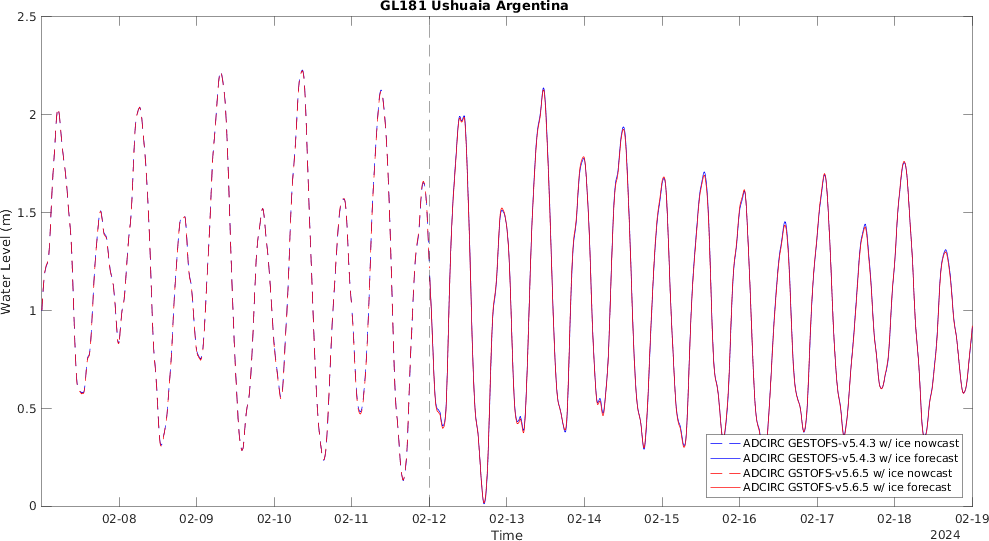 GL181 Ushuaia Argentina
2.5
2
1.5
1
0.5
0
Water Level (m)
02-08 02-09 02-10 02-11 02-12 02-13 02-14 02-15 02-16 02-17 02-18 02-19
Time
2024
ADCIRC GESTOFS-v5.4.3 w/ ice nowcast
ADCIRC GESTOFS-v5.4.3 w/ ice forecast
ADCIRC GSTOFS-v5.6.5 w/ ice nowcast
ADCIRC GSTOFS-v5.6.5 w/ ice forecast